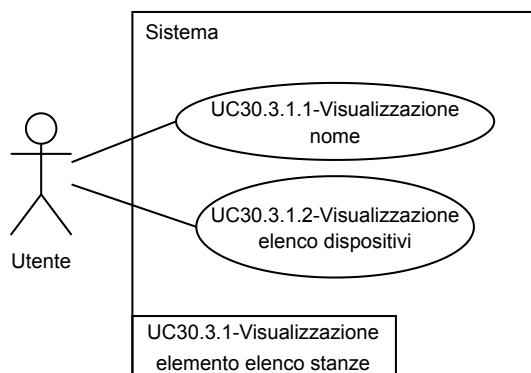 Sistema
UC30.3.1.1-Visualizzazione
nome
UC30.3.1.2-Visualizzazione
elenco dispositivi
Utente
UC30.3.1-Visualizzazione
elemento elenco stanze